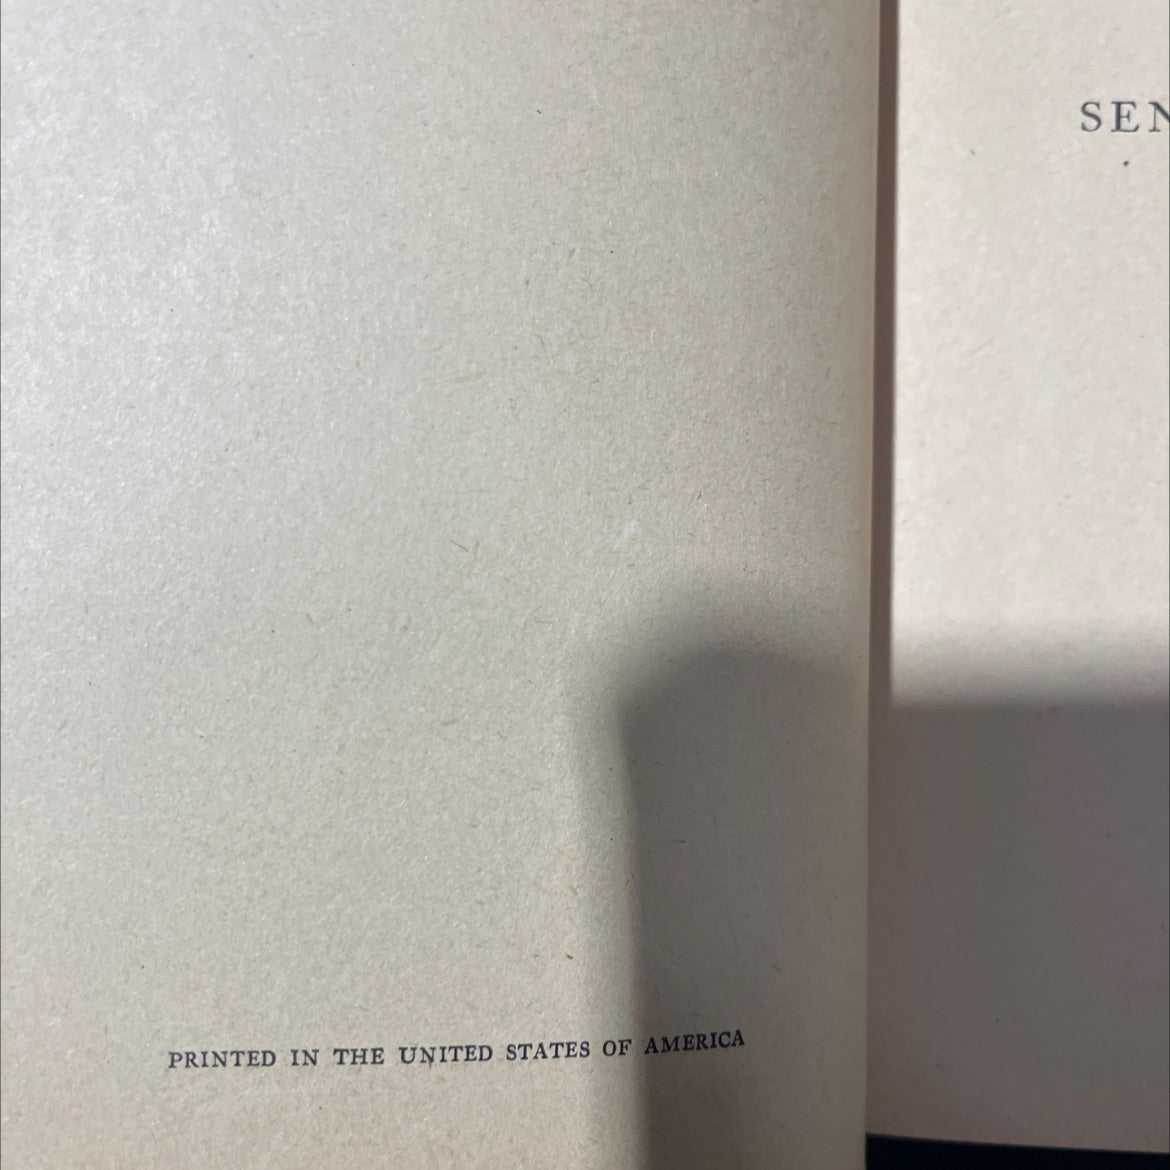 PRINTED IN THE UNITED STATES OF AMERICA
SEN